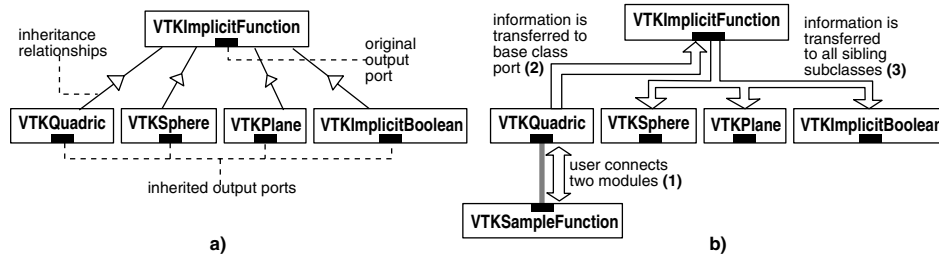 VTKImplicitFunction
inheritance
relationships
original
output
port
VTKQuadric
VTKSphere
VTKPlane
VTKImplicitBoolean
inherited output ports
a)
information is
transferred to
base class
port (2)
VTKImplicitFunction
information is
transferred
to all sibling
subclasses (3)
VTKQuadric
VTKSphere
VTKPlane
VTKImplicitBoolean
user connects
two modules (1)
VTKSampleFunction
b)